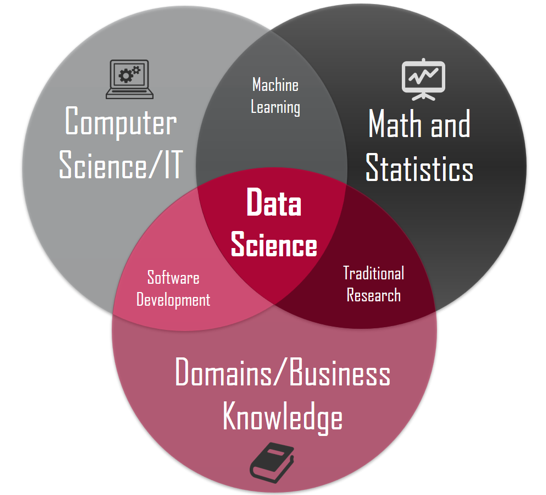 Machine
Learning
Computer
Science/IT
Math and
Statistics
Data
Science
Software
Development
Traditional
Research
Domains/Business
Knowledge